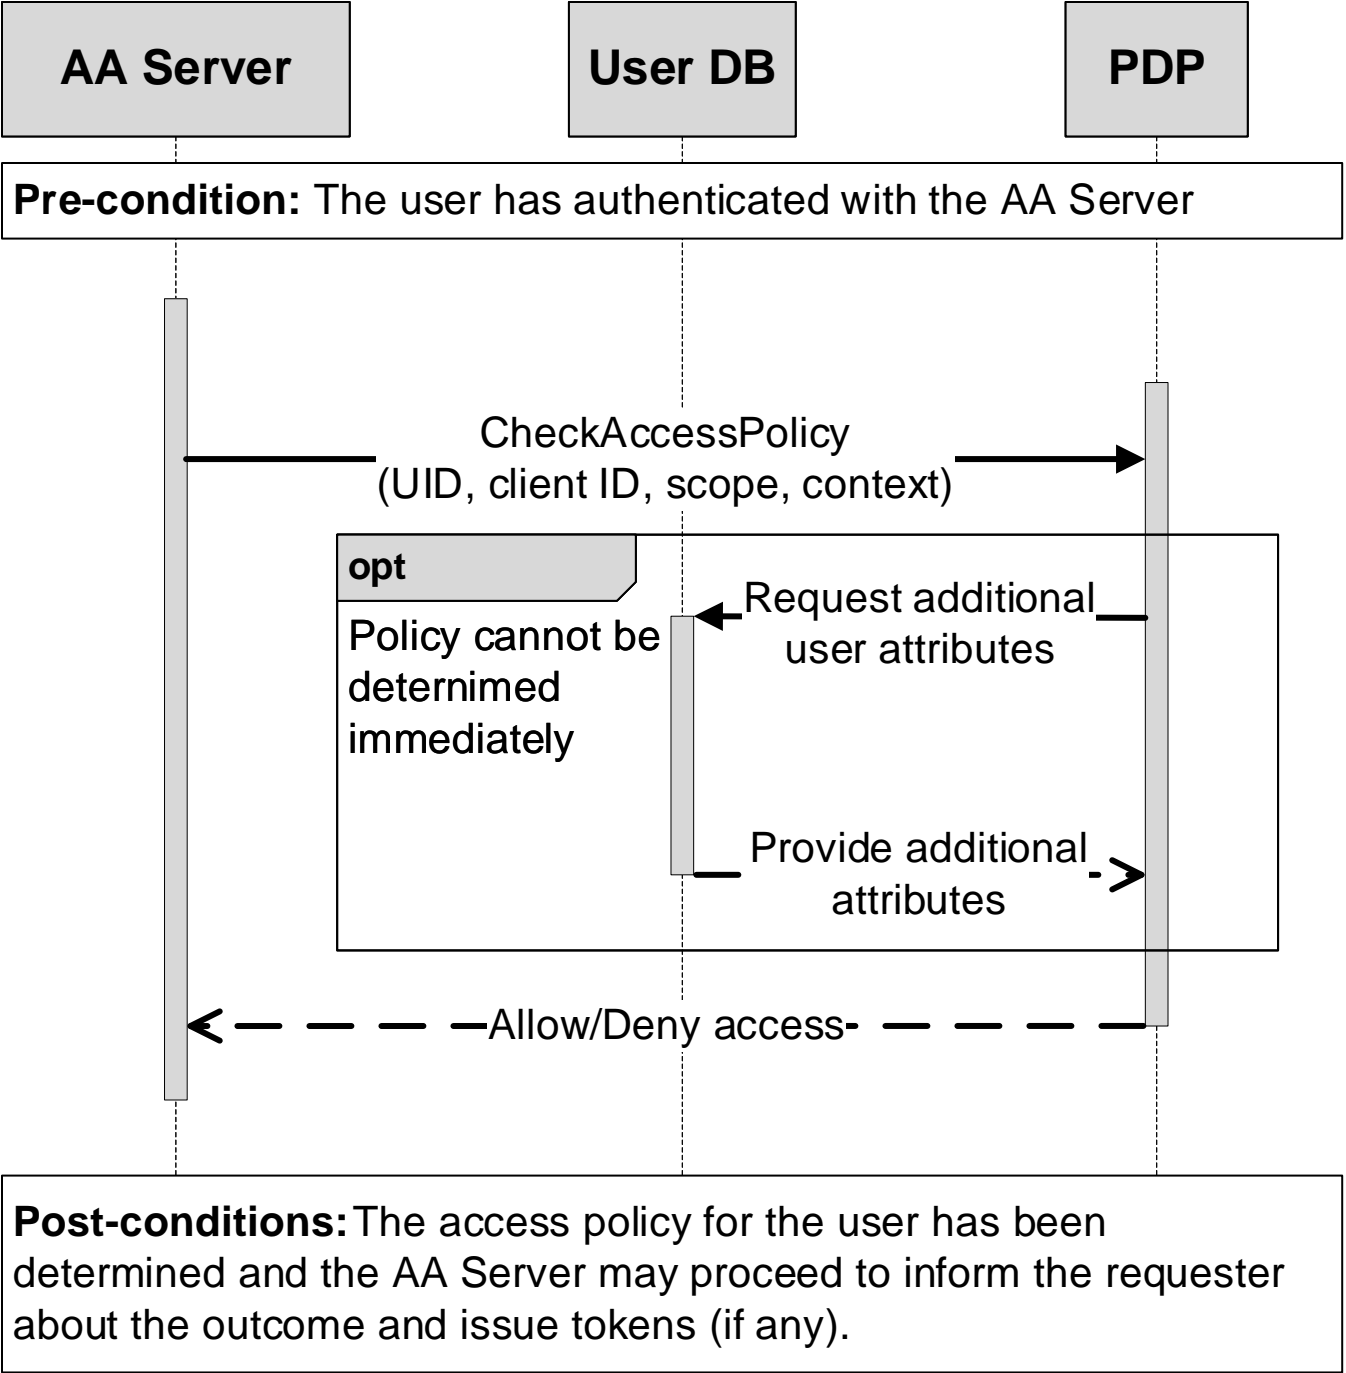 AA Server
User DB
PDP
Pre-condition: The user has authenticated with the AA Server
CheckAccessPolicy
(UID, client ID, scope, context)
opt
Policy cannot be
deternimed
immediately
Request additional
user attributes
Provide additional
attributes
Allow/Deny access
Post-conditions: The access policy for the user has been
determined and the AA Server may proceed to inform the requester
about the outcome and issue tokens (if any).